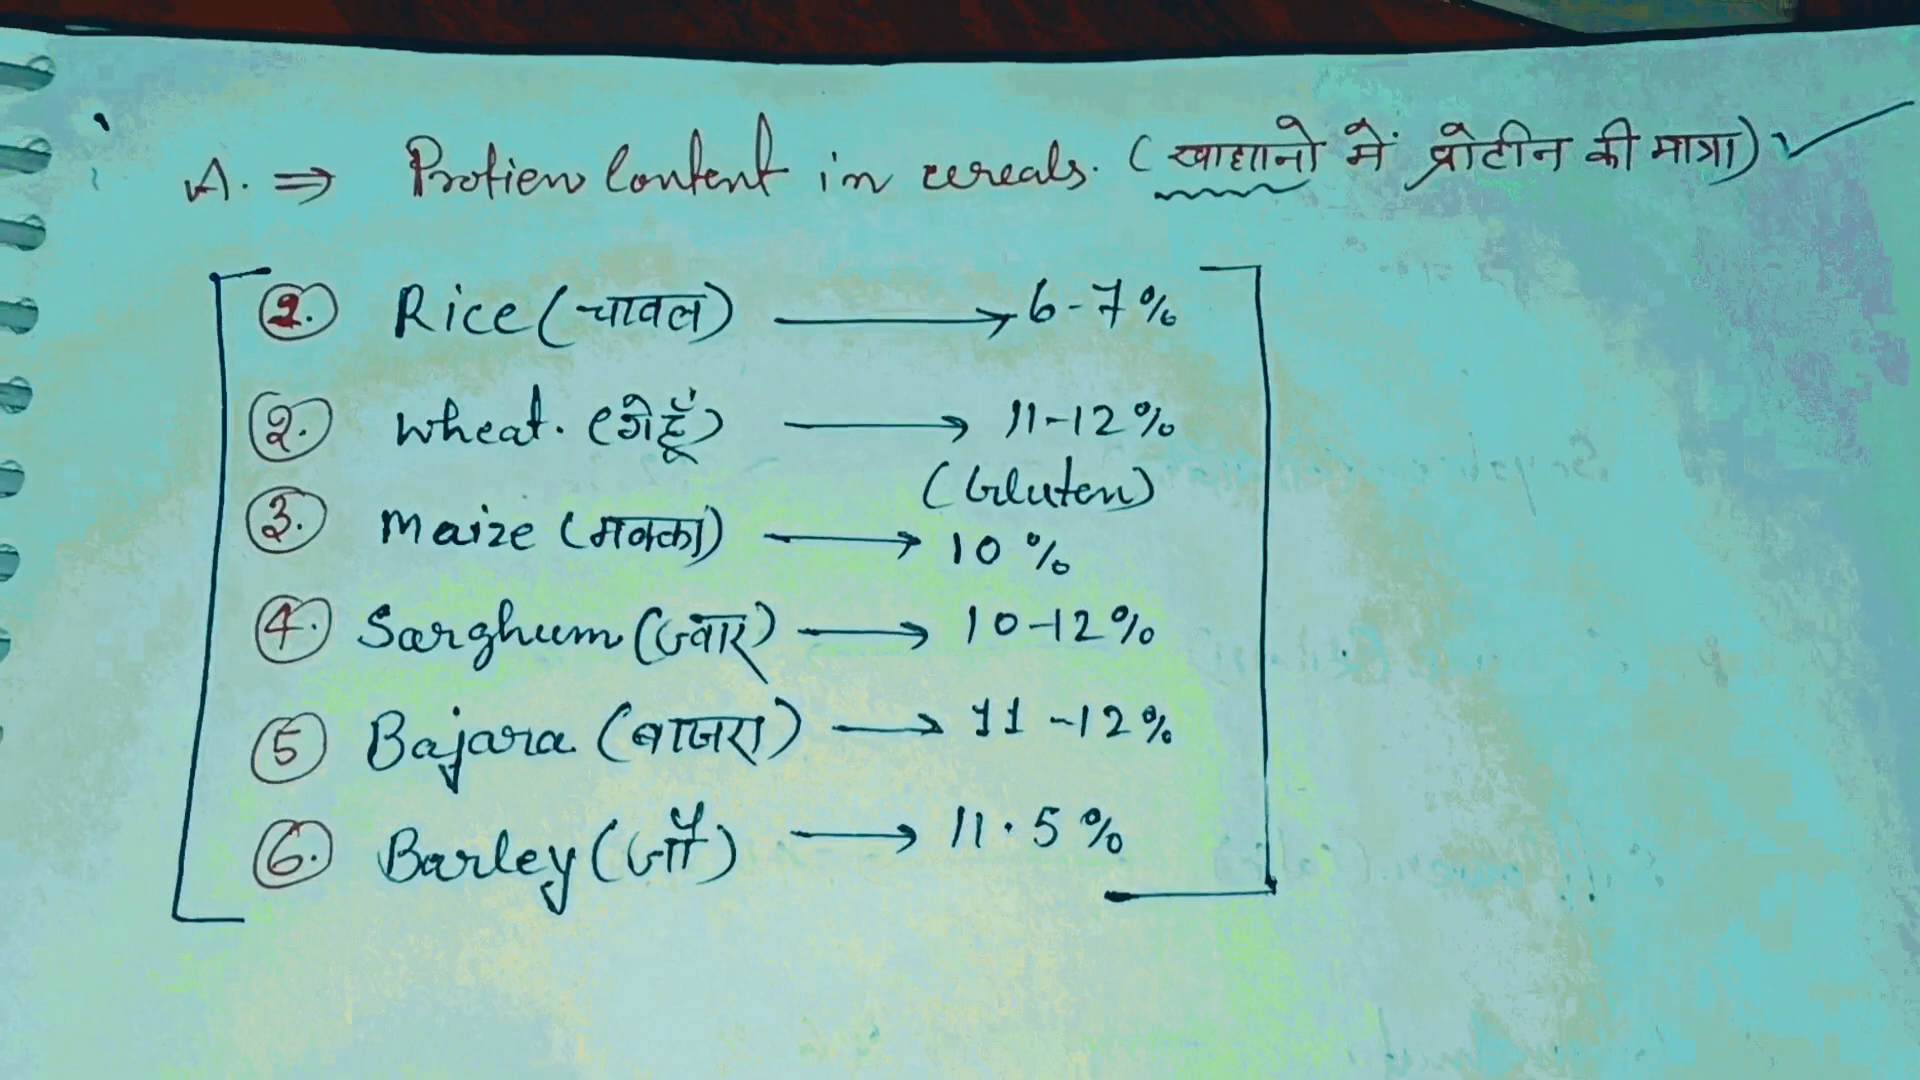 A. ⇒ Protien Content in cereals. (खाद्यानो में प्रोटीन की मात्रा) ✓
1. Rice (चावल) → 6-7%
2. Wheat. (गेहूँ) → 11-12%
(Gluten)
3. Maize (मक्का) → 10%
4. Sarghum (ज्वार) → 10-12%
5 Bajara (बाजरा) → 11-12%
6. Barley (जौ) → 11.5%